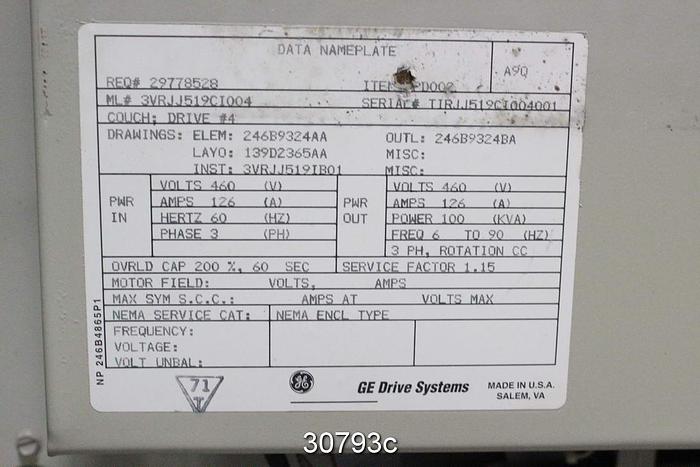 DATA NAMEPLATE
A9Q
REQ# 29778528 ITEM PD002
ML# 3VRJJ519CI004 SERIAL# TIRJJ519CI004001
COUCH; DRIVE #4
DRAWINGS: ELEM: 246B9324AA OUTL: 246B9324BA
LAYO: 139D2365AA MISC:
INST: 3VRJJ519IB01 MISC:
PWR IN VOLTS 460 (V) PWR OUT VOLTS 460 (V)
AMPS 126 (A) AMPS 126 (A)
HERTZ 60 (HZ) POWER 100 (KVA)
PHASE 3 (PH) FREQ 6 TO 90 (HZ)
3 PH, ROTATION CC
OVRLD CAP 200 %, 60 SEC SERVICE FACTOR 1.15
MOTOR FIELD: VOLTS, AMPS
MAX SYM S.C.C.: AMPS AT VOLTS MAX
NEMA SERVICE CAT: NEMA ENCL TYPE
FREQUENCY:
VOLTAGE:
VOLT UNBAL:
NP 246B4865P1
71
T
GE GE Drive Systems MADE IN U.S.A.
SALEM, VA
30793c